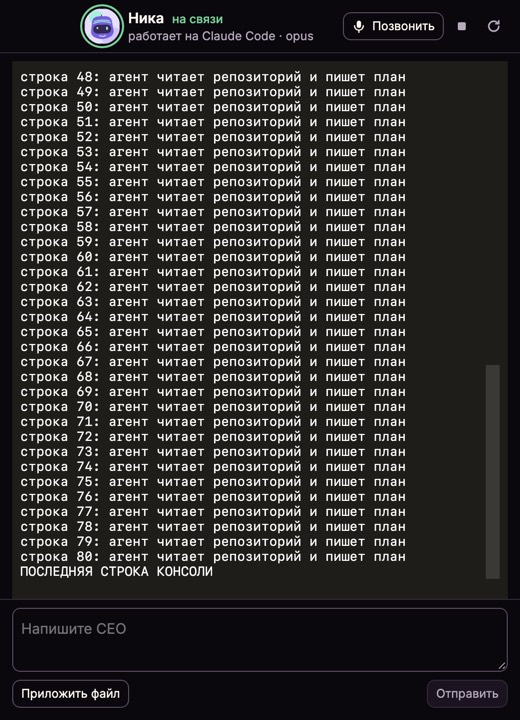 Ника на связи
работает на Claude Code · opus
Позвонить
строка 48: агент читает репозиторий и пишет план
строка 49: агент читает репозиторий и пишет план
строка 50: агент читает репозиторий и пишет план
строка 51: агент читает репозиторий и пишет план
строка 52: агент читает репозиторий и пишет план
строка 53: агент читает репозиторий и пишет план
строка 54: агент читает репозиторий и пишет план
строка 55: агент читает репозиторий и пишет план
строка 56: агент читает репозиторий и пишет план
строка 57: агент читает репозиторий и пишет план
строка 58: агент читает репозиторий и пишет план
строка 59: агент читает репозиторий и пишет план
строка 60: агент читает репозиторий и пишет план
строка 61: агент читает репозиторий и пишет план
строка 62: агент читает репозиторий и пишет план
строка 63: агент читает репозиторий и пишет план
строка 64: агент читает репозиторий и пишет план
строка 65: агент читает репозиторий и пишет план
строка 66: агент читает репозиторий и пишет план
строка 67: агент читает репозиторий и пишет план
строка 68: агент читает репозиторий и пишет план
строка 69: агент читает репозиторий и пишет план
строка 70: агент читает репозиторий и пишет план
строка 71: агент читает репозиторий и пишет план
строка 72: агент читает репозиторий и пишет план
строка 73: агент читает репозиторий и пишет план
строка 74: агент читает репозиторий и пишет план
строка 75: агент читает репозиторий и пишет план
строка 76: агент читает репозиторий и пишет план
строка 77: агент читает репозиторий и пишет план
строка 78: агент читает репозиторий и пишет план
строка 79: агент читает репозиторий и пишет план
строка 80: агент читает репозиторий и пишет план
ПОСЛЕДНЯЯ СТРОКА КОНСОЛИ
Напишите CEO
Приложить файл
Отправить